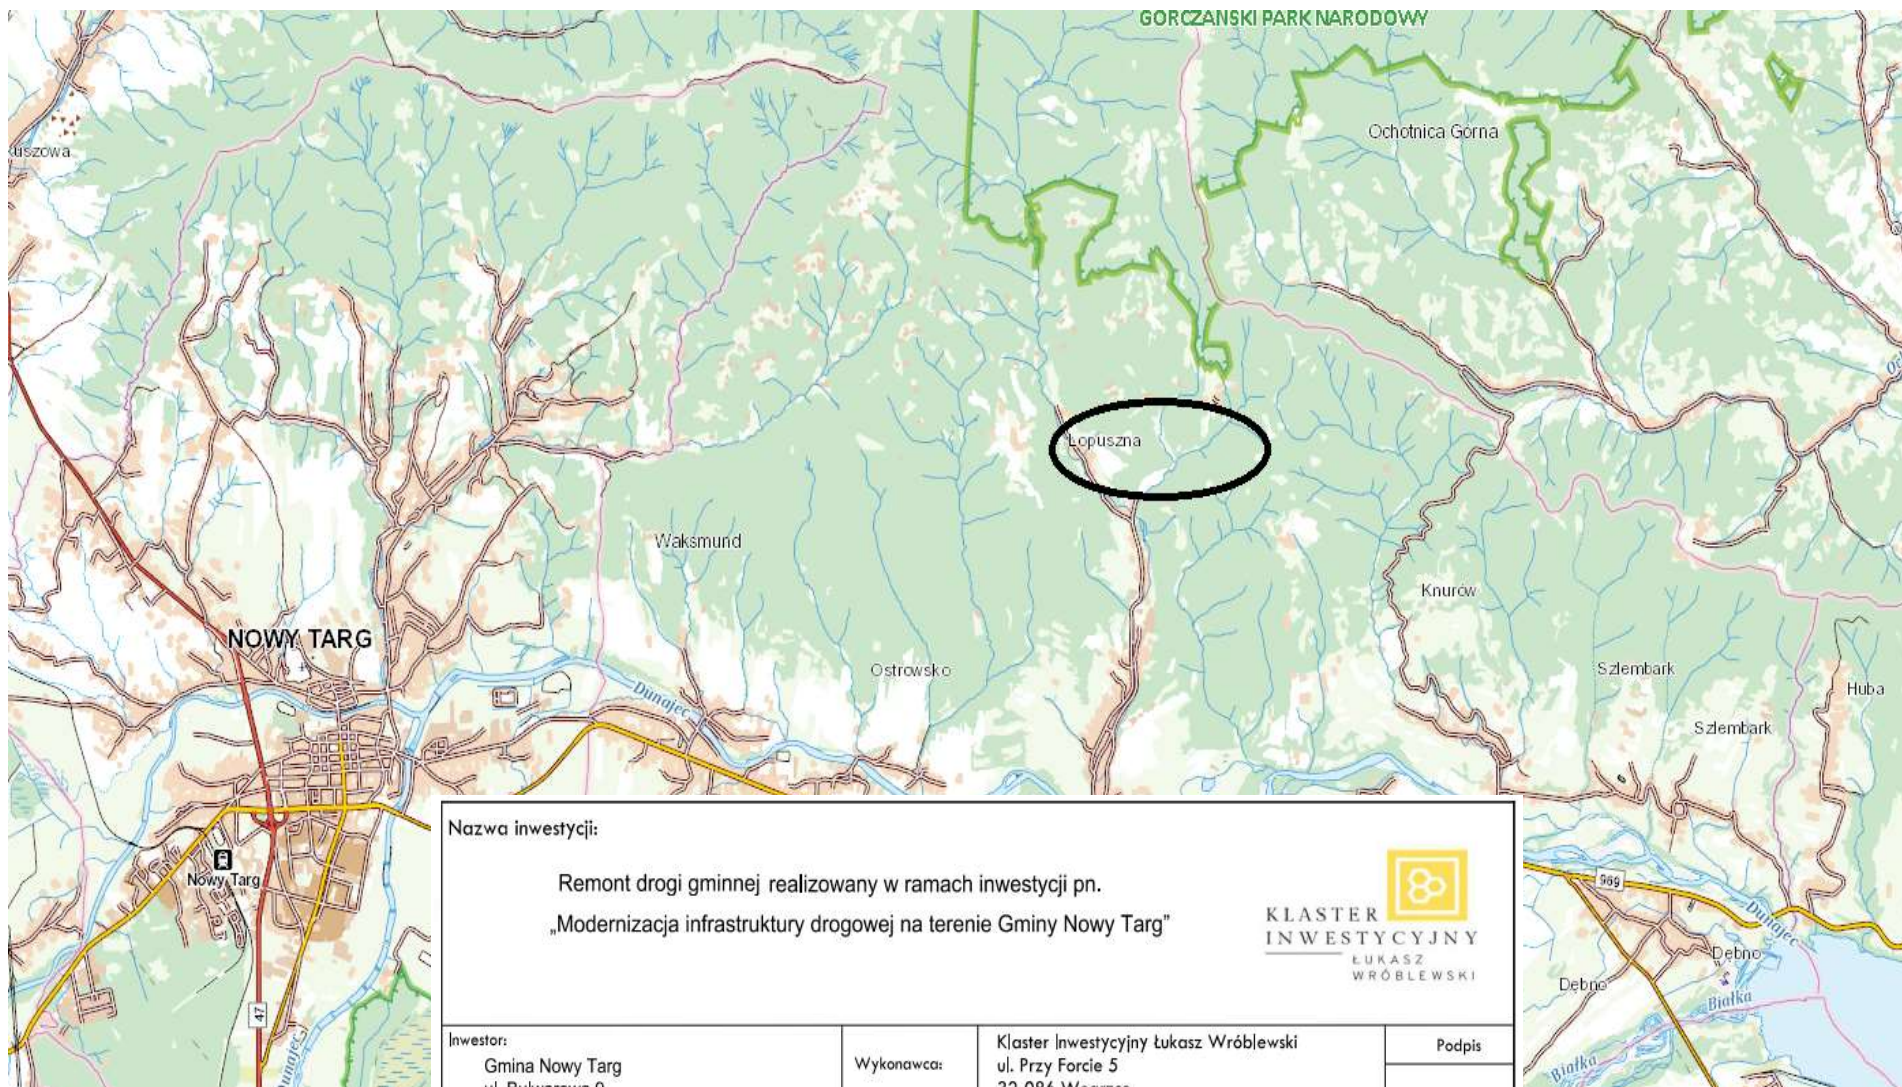 GORCZAŃSKI PARK NARODOWY
Ochotnica Górna
uszowa
Łopuszna
Waksmund
Knurów
NOWY TARG
Ostrowsko
Szlembark
Huba
Dunajec
Szlembark
Nowy Targ
969
Dunajec
Dębno
Dębno
Białka
Białka
47
Dunajec
Nazwa inwestycji:
Remont drogi gminnej realizowany w ramach inwestycji pn.
„Modernizacja infrastruktury drogowej na terenie Gminy Nowy Targ”
KLASTER
INWESTYCYJNY
ŁUKASZ
WRÓBLEWSKI
Inwestor:
Gmina Nowy Targ
Wykonawca:
Klaster Inwestycyjny Łukasz Wróblewski
ul. Przy Forcie 5
Podpis